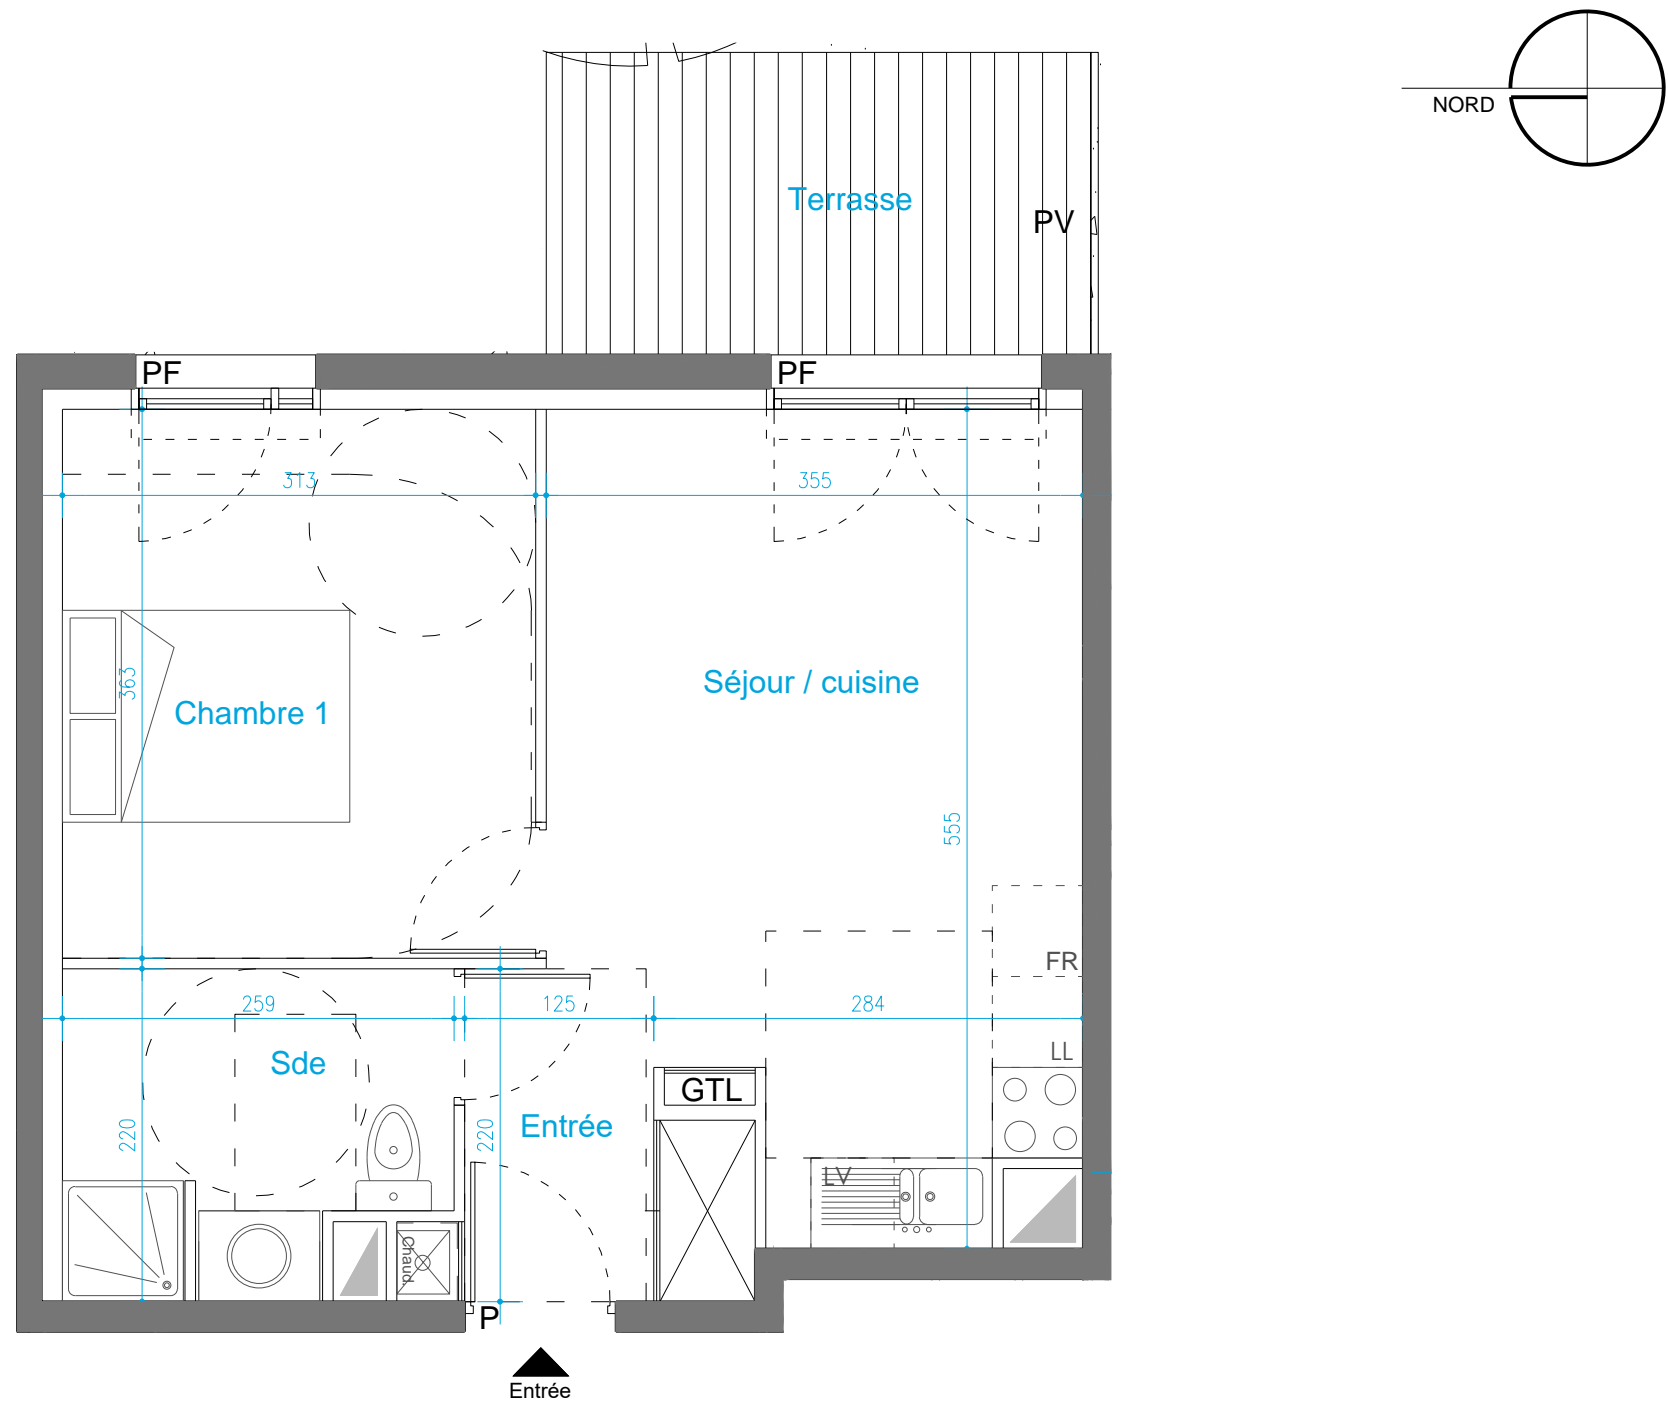 NORD
Terrasse
PV
PF
PF
313
355
363
Chambre 1
Séjour / cuisine
555
FR
259
125
284
LL
Sde
GTL
220
220
Entrée
LV
Chaud.
P
Entrée